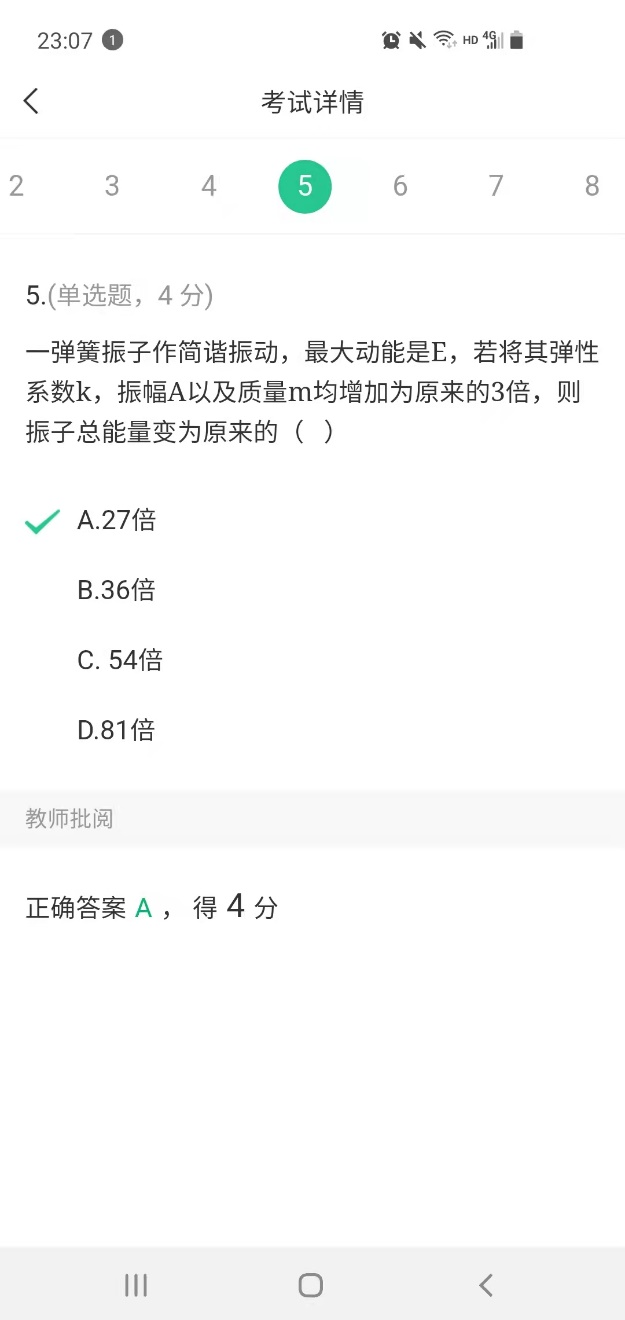 23:07 1 HD 4G
考试详情
2 3 4 5 6 7 8
5.(单选题，4 分)
一弹簧振子作简谐振动，最大动能是E，若将其弹性
系数k，振幅A以及质量m均增加为原来的3倍，则
振子总能量变为原来的（ ）
A.27倍
B.36倍
C. 54倍
D.81倍
教师批阅
正确答案 A ， 得 4 分